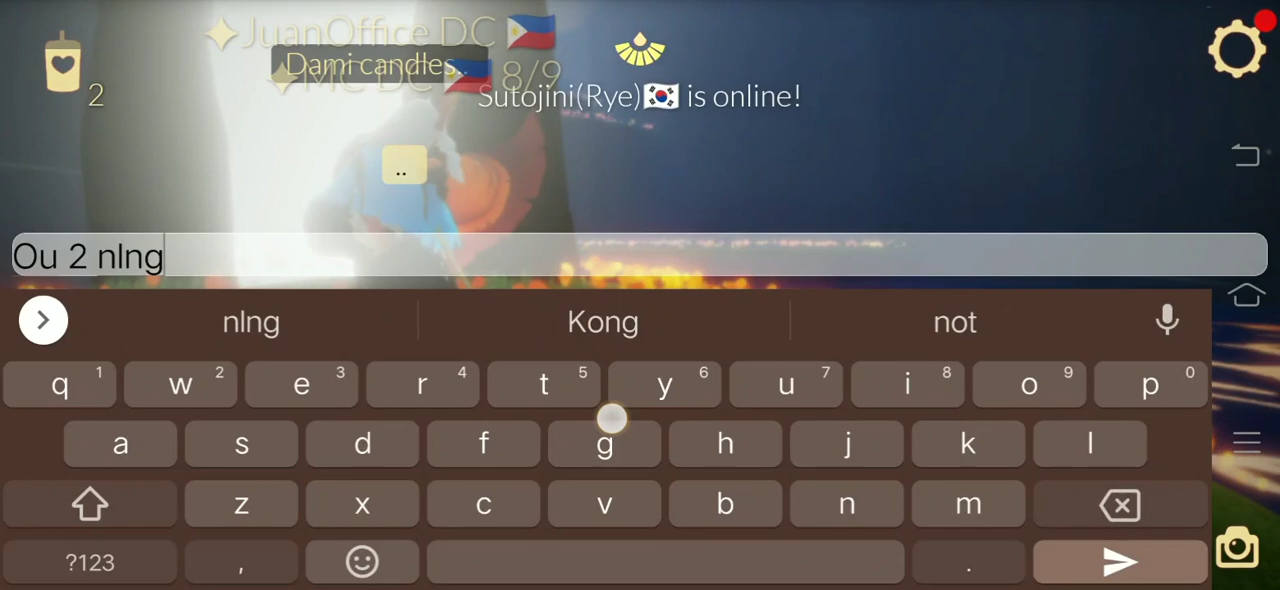 ✦JuanOffice DC 🇵🇭
Dami candles..
✦MC DC 🇵🇭 8/9
2
Sutojini(Rye)🇰🇷 is online!
..
Ou 2 nlng
nlng Kong not
q 1 w 2 e 3 r 4 t 5 y 6 u 7 i 8 o 9 p 0
a s d f g h j k l
z x c v b n m
?123 , .